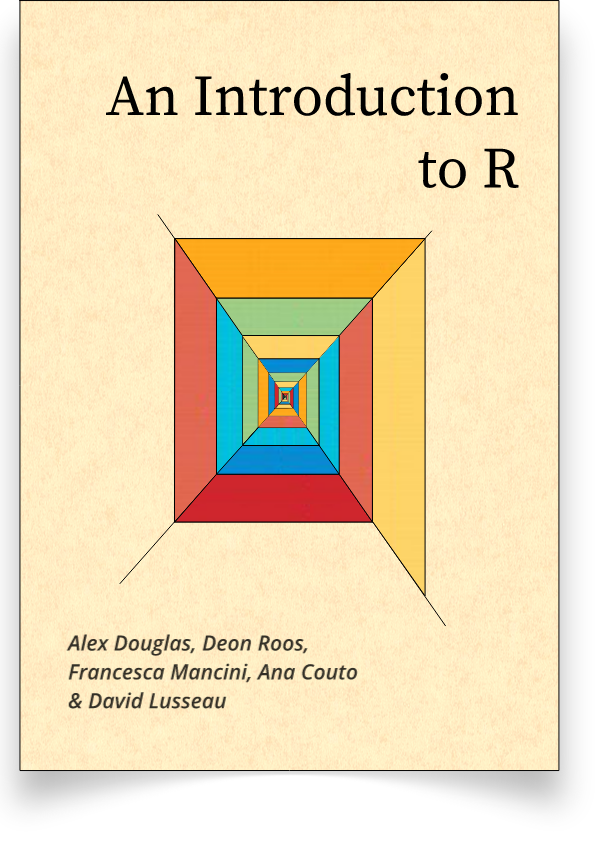 An Introduction
to R
Alex Douglas, Deon Roos,
Francesca Mancini, Ana Couto
& David Lusseau